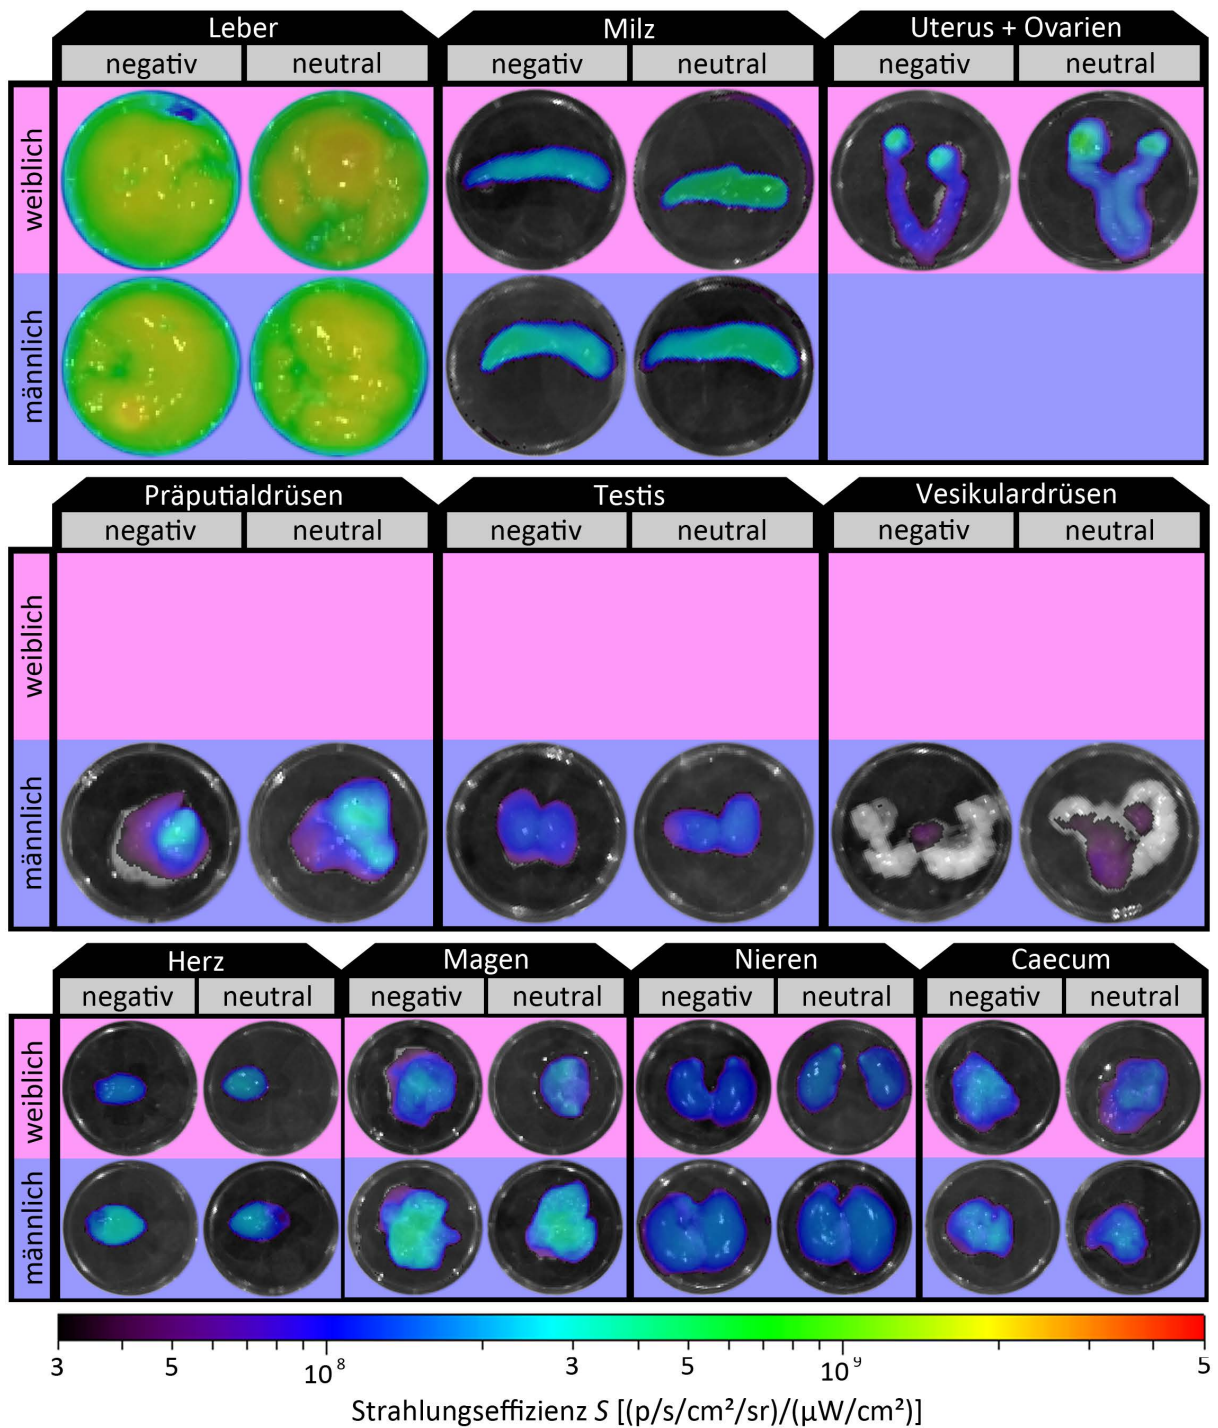 Leber Milz Uterus + Ovarien
negativ neutral negativ neutral negativ neutral
weiblich
männlich
Präputialdrüsen Testis Vesikulardrüsen
negativ neutral negativ neutral negativ neutral
weiblich
männlich
Herz Magen Nieren Caecum
negativ neutral negativ neutral negativ neutral negativ neutral
weiblich
männlich
3 5 10⁸ 3 5 10⁹ 5
Strahlungseffizienz S [(p/s/cm²/sr)/(µW/cm²)]